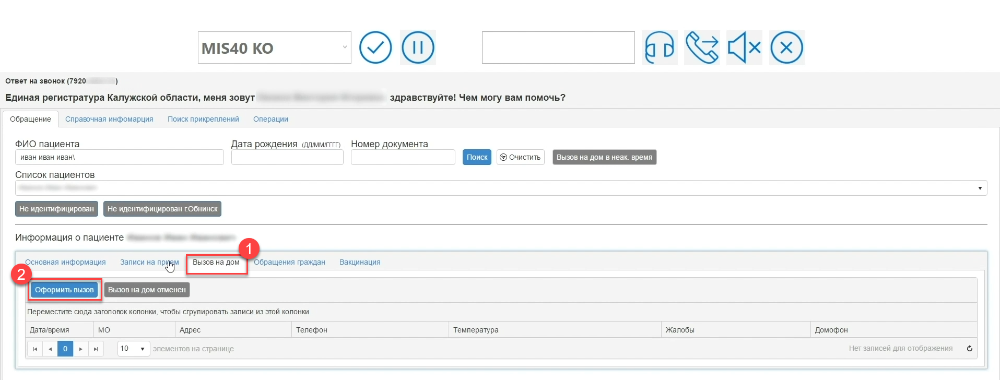 MIS40 KO
Ответ на звонок (7920 )
Единая регистратура Калужской области, меня зовут здравствуйте! Чем могу вам помочь?
Обращение Справочная инфомарция Поиск прикреплений Операции
ФИО пациента Дата рождения (ДД/ММ/ГГГГ) Номер документа
иван иван иван\ Поиск Очистить Вызов на дом в неак. время
Список пациентов
Не идентифицирован Не идентифицирован г.Обнинск
Информация о пациенте
1
Основная информация Записи на прием Вызов на дом Обращения граждан Вакцинация
2
Оформить вызов Вызов на дом отменен
Переместите сюда заголовок колонки, чтобы сгрупировать записи из этой колонки
Дата/время МО Адрес Телефон Температура Жалобы Домофон
0 10 элементов на странице Нет записей для отображения